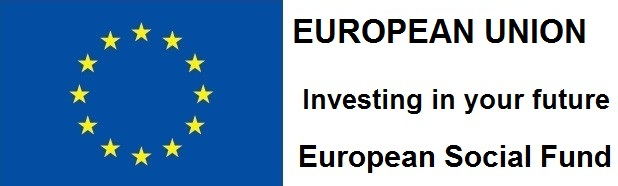 EUROPEAN UNION
Investing in your future
European Social Fund